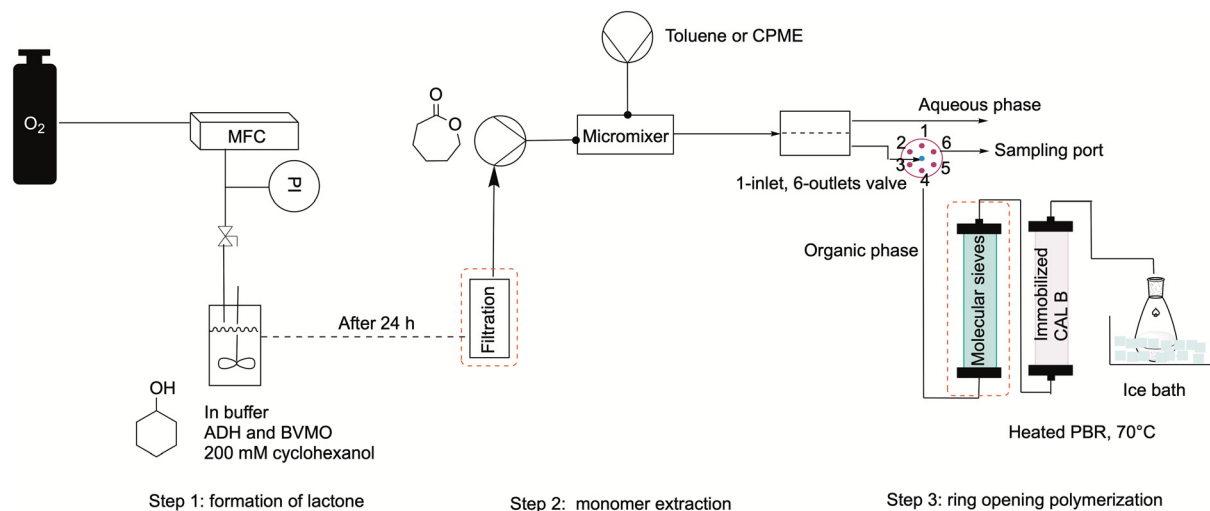 O2
MFC
PI
OH
In buffer
ADH and BVMO
200 mM cyclohexanol
After 24 h
Filtration
O
O
Toluene or CPME
Micromixer
Aqueous phase
1
2
6
3
5
4
Sampling port
1-inlet, 6-outlets valve
Organic phase
Molecular sieves
Immobilized
CAL B
Ice bath
Heated PBR, 70°C
Step 1: formation of lactone
Step 2: monomer extraction
Step 3: ring opening polymerization